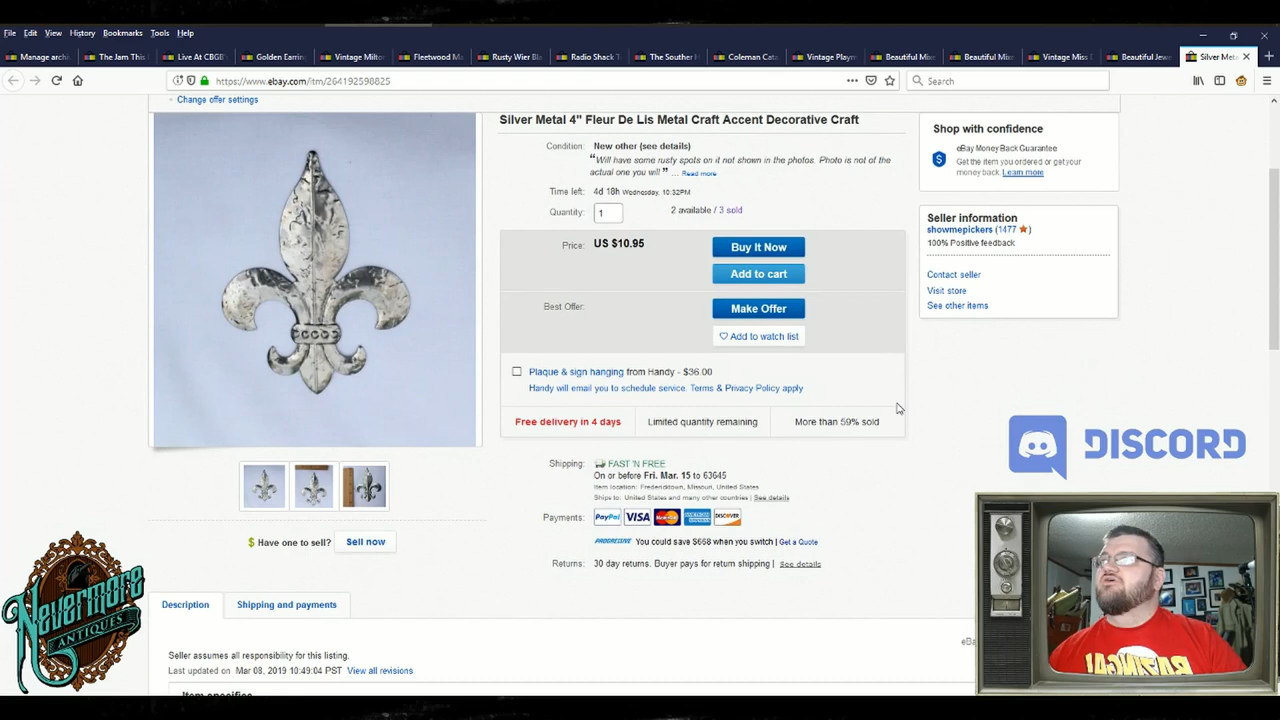 File Edit View History Bookmarks Tools Help
Manage archi
The Jam This
Live At CBGB'
Golden Earrin
Vintage Milto
Fleetwood Ma
Rusty Wier Bl
Radio Shack T
The Souther H
Coleman Cata
Vintage Playm
Beautiful Mixe
Beautiful Mixe
Vintage Miss E
Beautiful Jewe
Silver Meta
https://www.ebay.com/itm/264192598825
Search
Change offer settings
Silver Metal 4" Fleur De Lis Metal Craft Accent Decorative Craft
Condition: New other (see details)
“Will have some rusty spots on it not shown in the photos. Photo is not of the
actual one you will ” ... Read more
Time left: 4d 18h Wednesday, 10:32PM
Quantity: 1 2 available / 3 sold
Price: US $10.95 Buy It Now
Add to cart
Best Offer: Make Offer
Add to watch list
Plaque & sign hanging from Handy - $36.00
Handy will email you to schedule service. Terms & Privacy Policy apply
Free delivery in 4 days Limited quantity remaining More than 59% sold
Shipping: FAST 'N FREE
On or before Fri. Mar. 15 to 63645
Item location: Fredericktown, Missouri, United States
Ships to: United States and many other countries | See details
Payments: PayPal VISA MasterCard DISCOVER
PROGRESSIVE You could save $668 when you switch | Get a Quote
Returns: 30 day returns. Buyer pays for return shipping | See details
Shop with confidence
eBay Money Back Guarantee
Get the item you ordered or get your
money back. Learn more
Seller information
showmepickers (1477 )
100% Positive feedback
Contact seller
Visit store
See other items
DISCORD
$ Have one to sell? Sell now
Description Shipping and payments
Seller assumes all responsibility for this listing.
Last updated on Mar 08, 2019 10:49:04 PST View all revisions
Item specifics
Nevermore
ANTIQUES
BAZINGA!